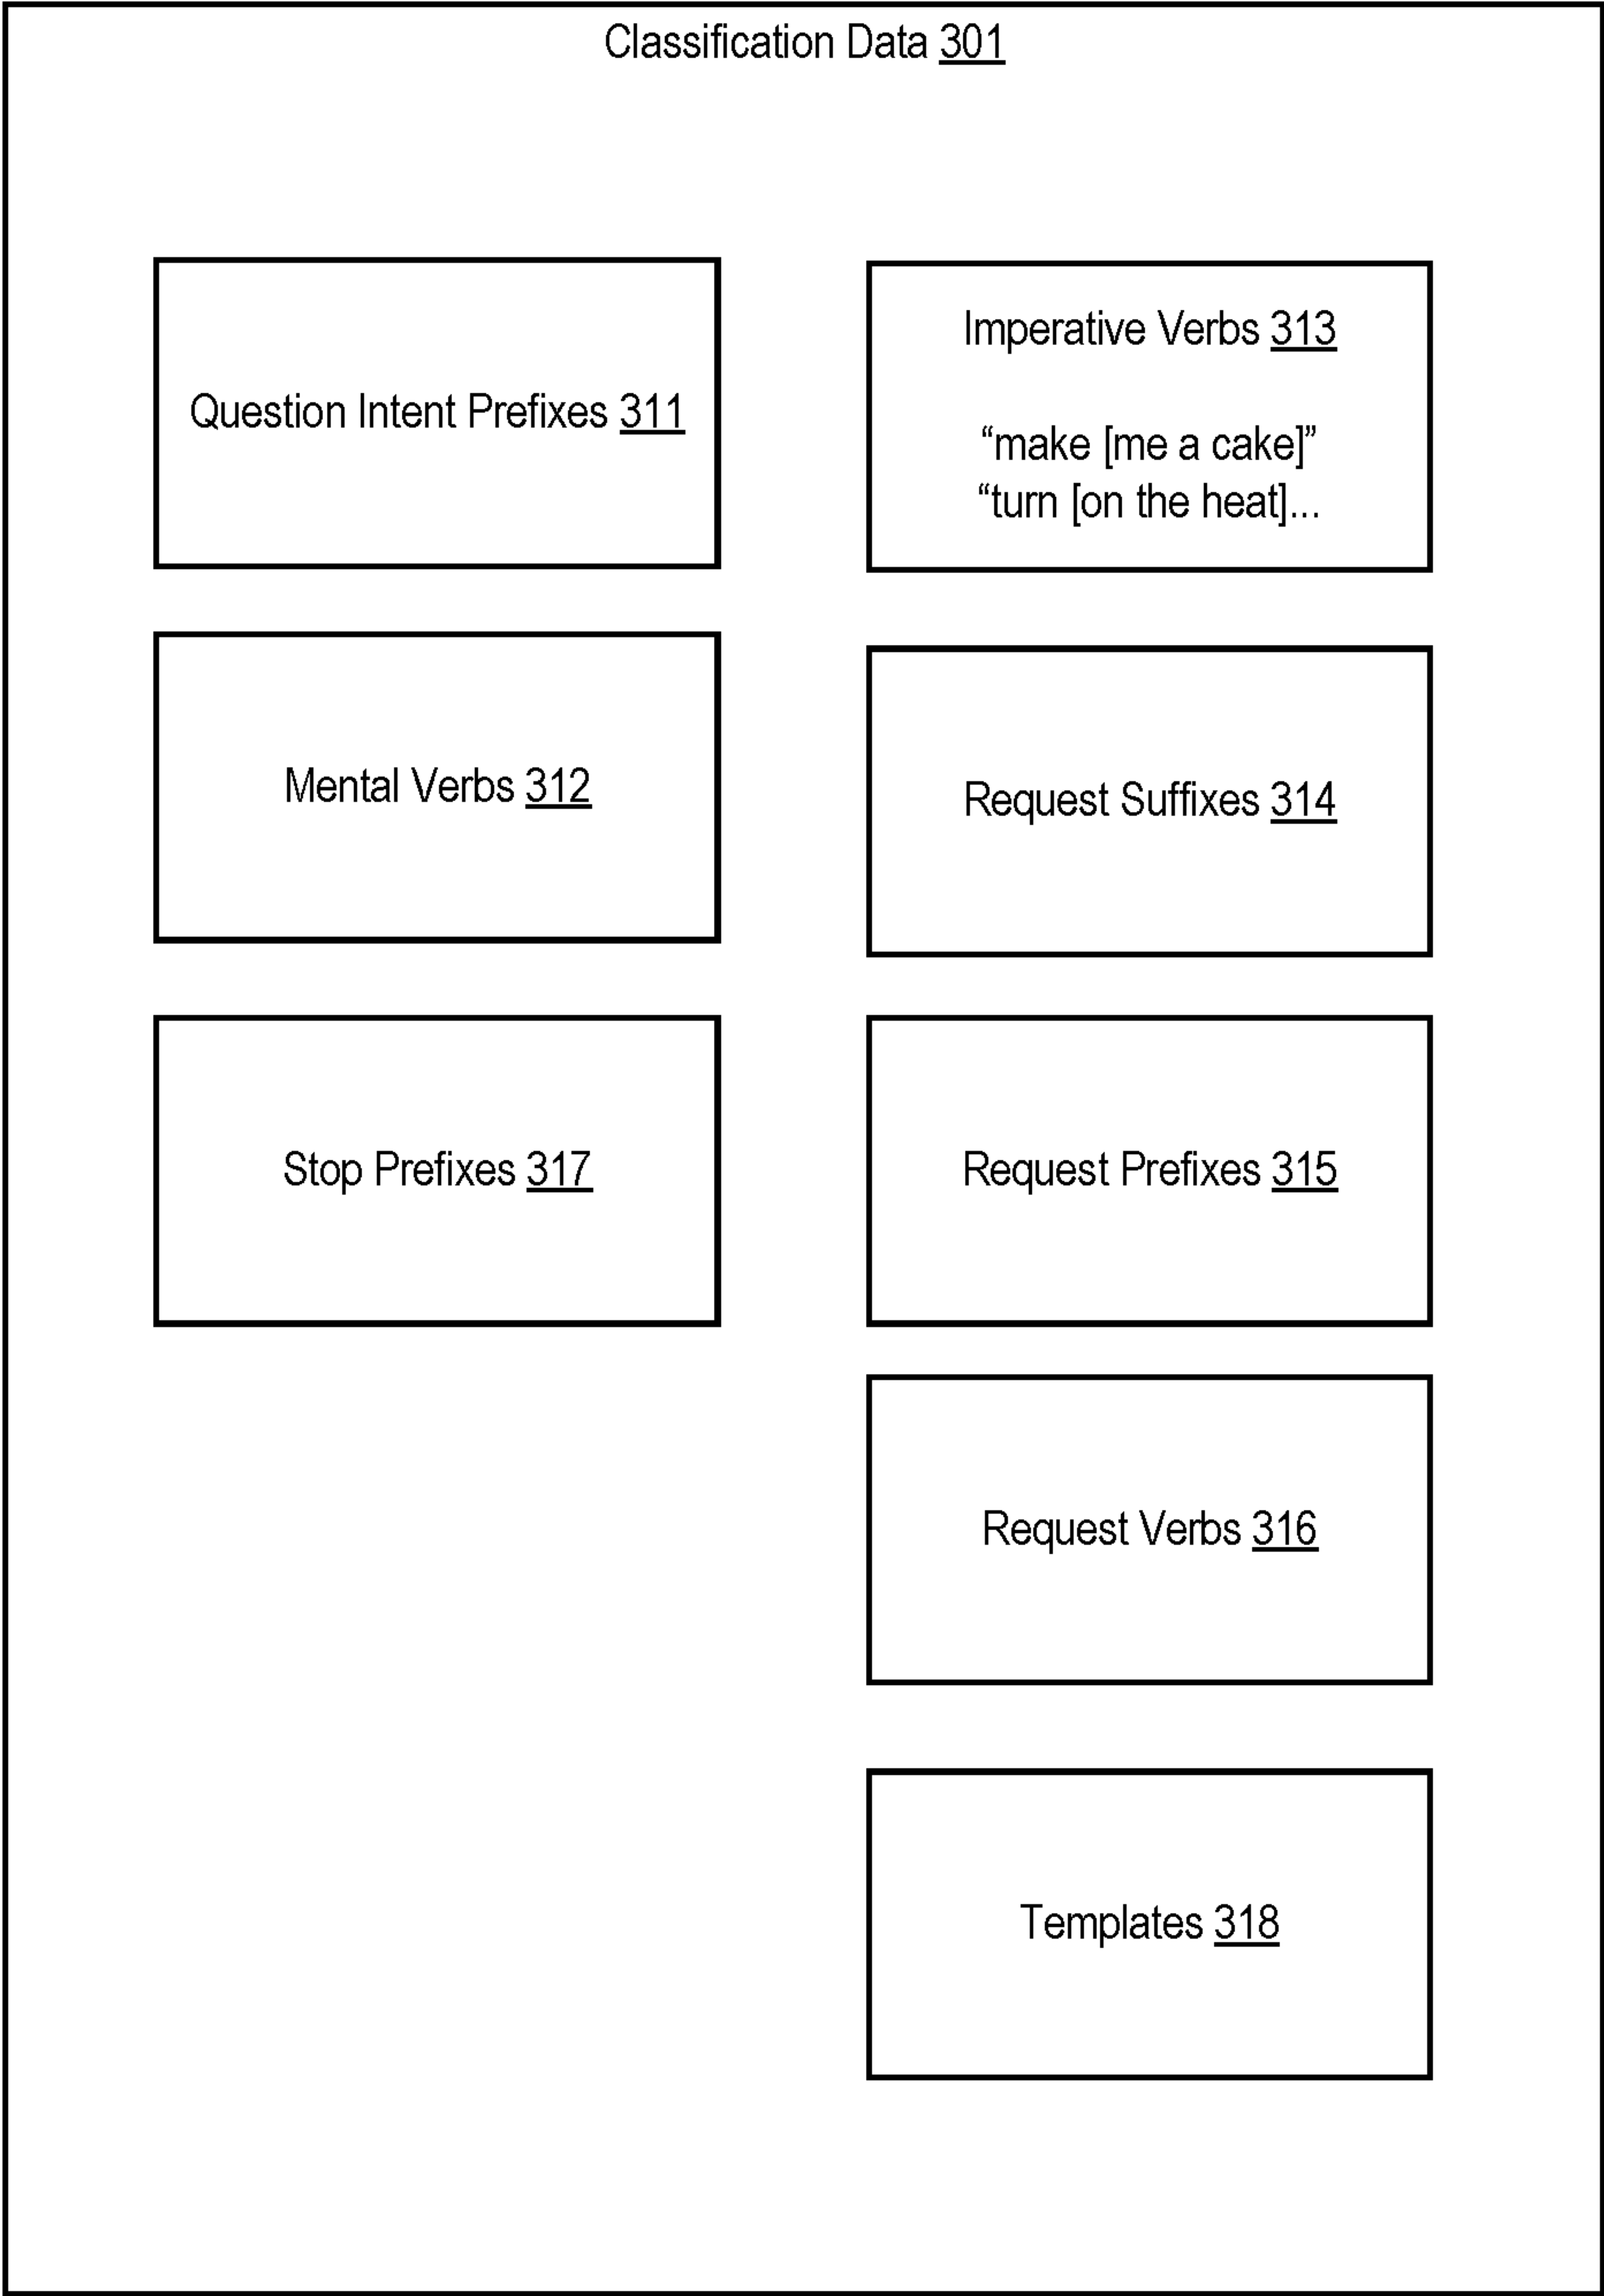 Classification Data 301
Question Intent Prefixes 311
Imperative Verbs 313
“make [me a cake]”
“turn [on the heat]...
Mental Verbs 312
Request Suffixes 314
Stop Prefixes 317
Request Prefixes 315
Request Verbs 316
Templates 318